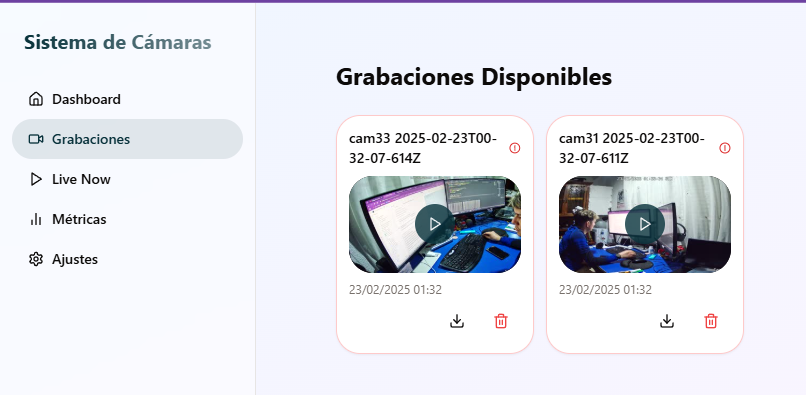 Sistema de Cámaras
Dashboard
Grabaciones
Live Now
Métricas
Ajustes
Grabaciones Disponibles
cam33 2025-02-23T00-
32-07-614Z
23/02/2025 01:32
cam31 2025-02-23T00-
32-07-611Z
23/02/2025 01:32